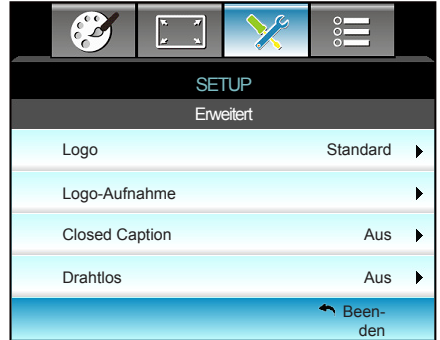 SETUP
Erweitert
Logo Standard
Logo-Aufnahme
Closed Caption Aus
Drahtlos Aus
Been-
den